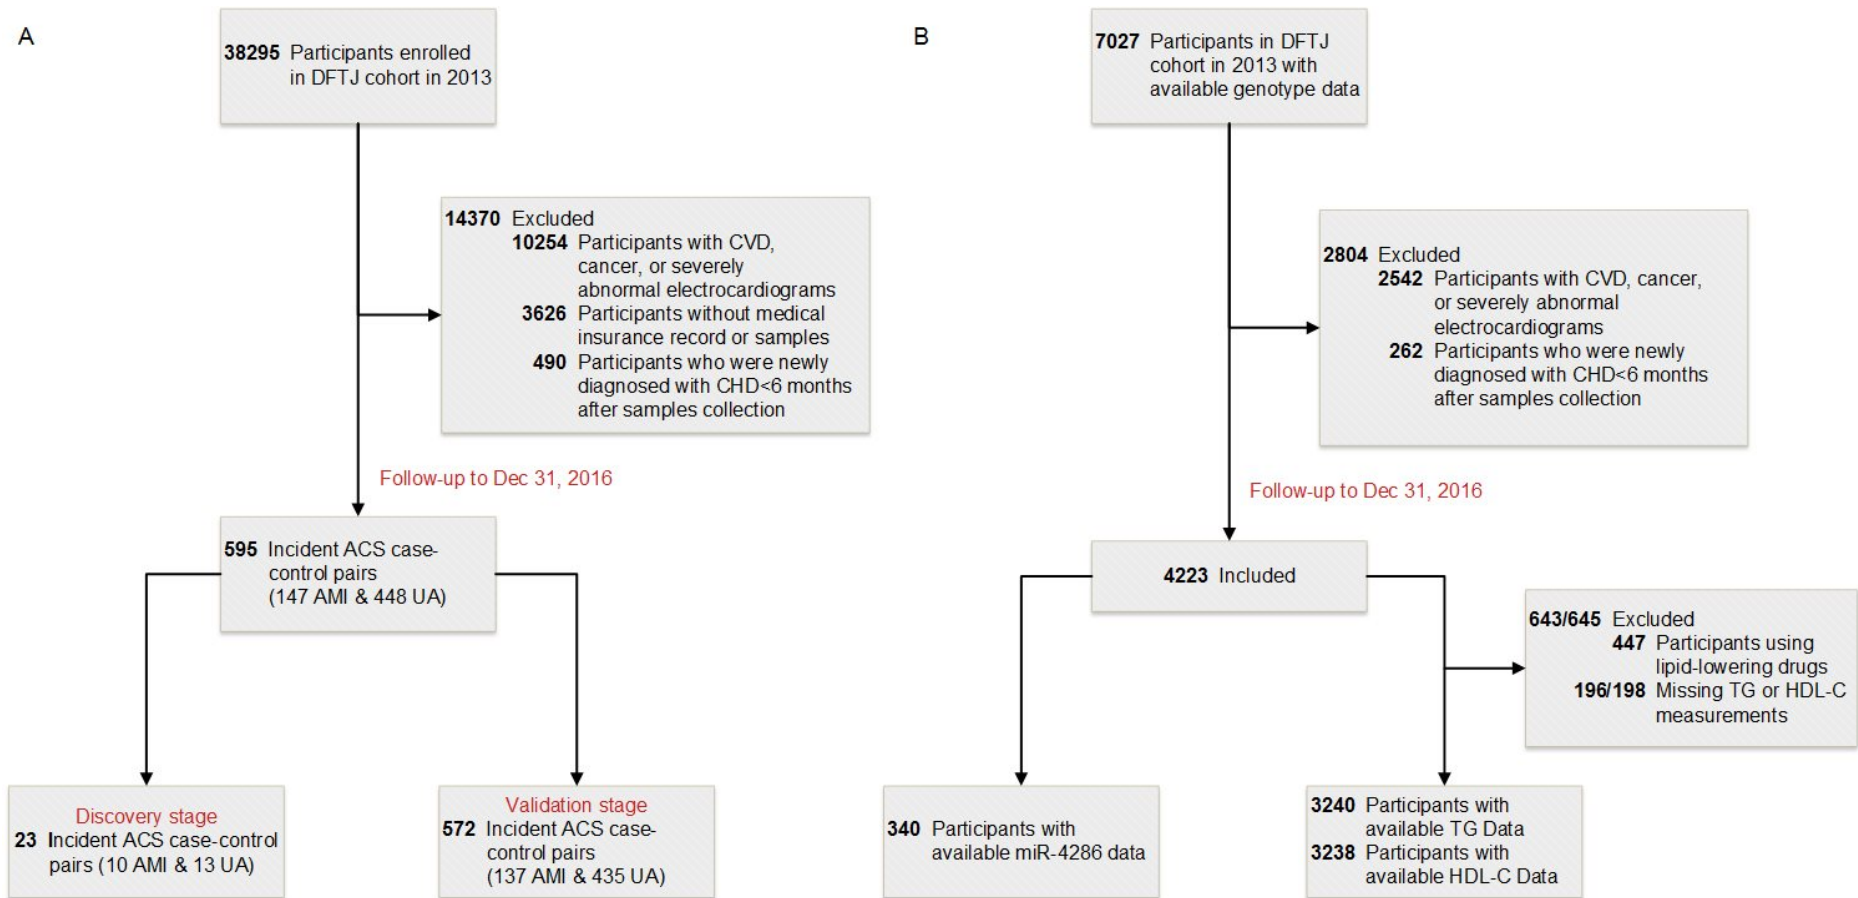 A
38295 Participants enrolled
in DFTJ cohort in 2013
14370 Excluded
10254 Participants with CVD,
cancer, or severely
abnormal electrocardiograms
3626 Participants without medical
insurance record or samples
490 Participants who were newly
diagnosed with CHD<6 months
after samples collection
Follow-up to Dec 31, 2016
595 Incident ACS case-
control pairs
(147 AMI & 448 UA)
Discovery stage
23 Incident ACS case-control
pairs (10 AMI & 13 UA)
Validation stage
572 Incident ACS case-
control pairs
(137 AMI & 435 UA)
B
7027 Participants in DFTJ
cohort in 2013 with
available genotype data
2804 Excluded
2542 Participants with CVD, cancer,
or severely abnormal
electrocardiograms
262 Participants who were newly
diagnosed with CHD<6 months
after samples collection
Follow-up to Dec 31, 2016
4223 Included
643/645 Excluded
447 Participants using
lipid-lowering drugs
196/198 Missing TG or HDL-C
measurements
340 Participants with
available miR-4286 data
3240 Participants with
available TG Data
3238 Participants with
available HDL-C Data